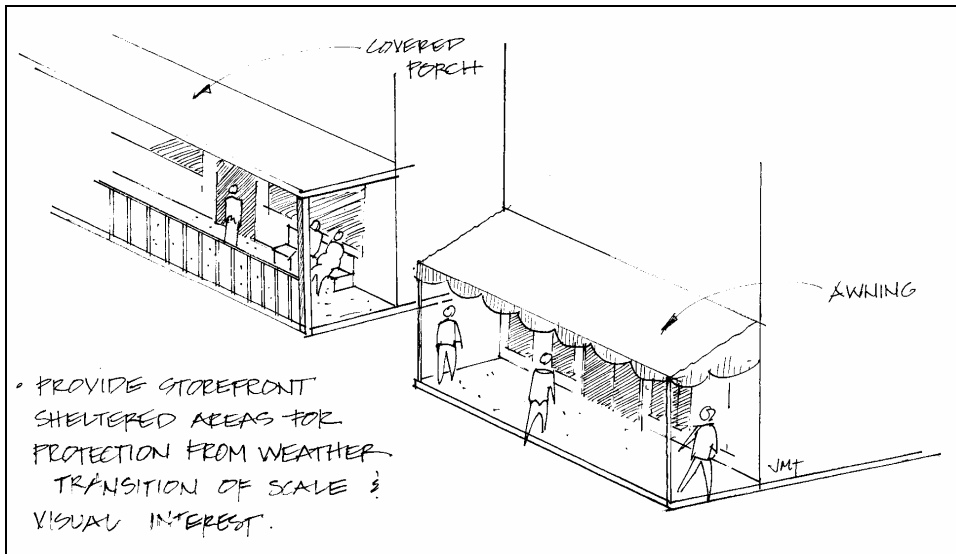 COVERED
PORCH
AWNING
• PROVIDE STOREFRONT
SHELTERED AREAS FOR
PROTECTION FROM WEATHER
TRANSITION OF SCALE &
VISUAL INTEREST.
JMT